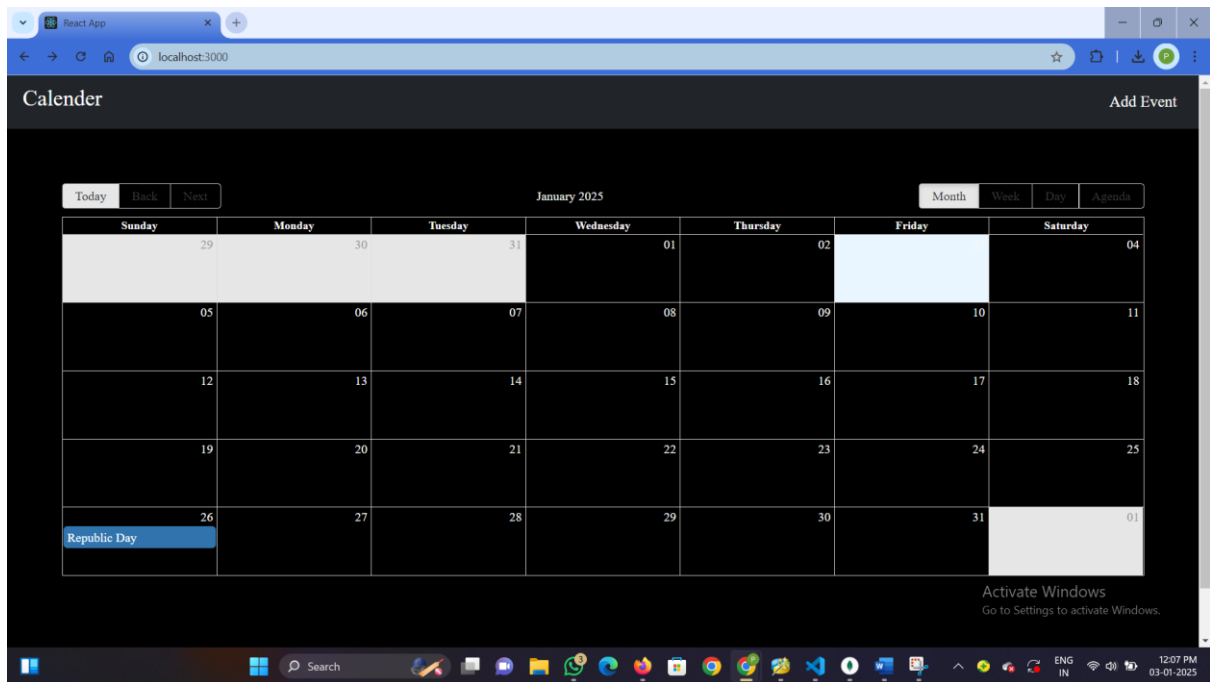 React App
localhost:3000
P
Calender
Add Event
Today Back Next
January 2025
Month Week Day Agenda
Sunday Monday Tuesday Wednesday Thursday Friday Saturday
29 30 31 01 02 04
05 06 07 08 09 10 11
12 13 14 15 16 17 18
19 20 21 22 23 24 25
26 27 28 29 30 31 01
Republic Day
Activate Windows
Go to Settings to activate Windows.
Search
3
ENG
IN
12:07 PM
03-01-2025